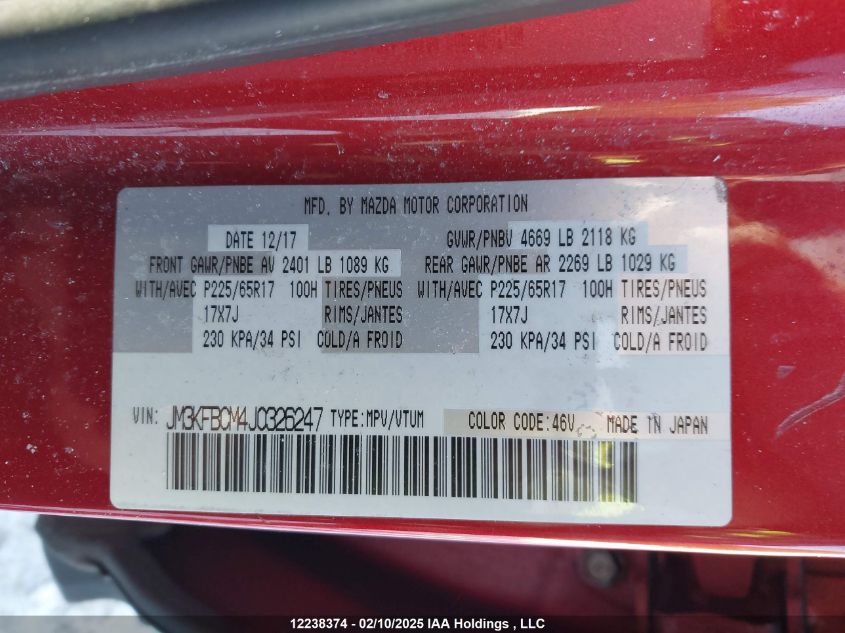 MFD. BY MAZDA MOTOR CORPORATION
DATE 12/17 GVWR/PNBV 4669 LB 2118 KG
FRONT GAWR/PNBE AV 2401 LB 1089 KG REAR GAWR/PNBE AR 2269 LB 1029 KG
WITH/AVEC P225/65R17 100H TIRES/PNEUS WITH/AVEC P225/65R17 100H TIRES/PNEUS
17X7J RIMS/JANTES 17X7J RIMS/JANTES
230 KPA/34 PSI COLD/A FROID 230 KPA/34 PSI COLD/A FROID
VIN: JM3KFBCM4J0326247 TYPE:MPV/VTUM COLOR CODE:46V MADE IN JAPAN
12238374 - 02/10/2025 IAA Holdings , LLC